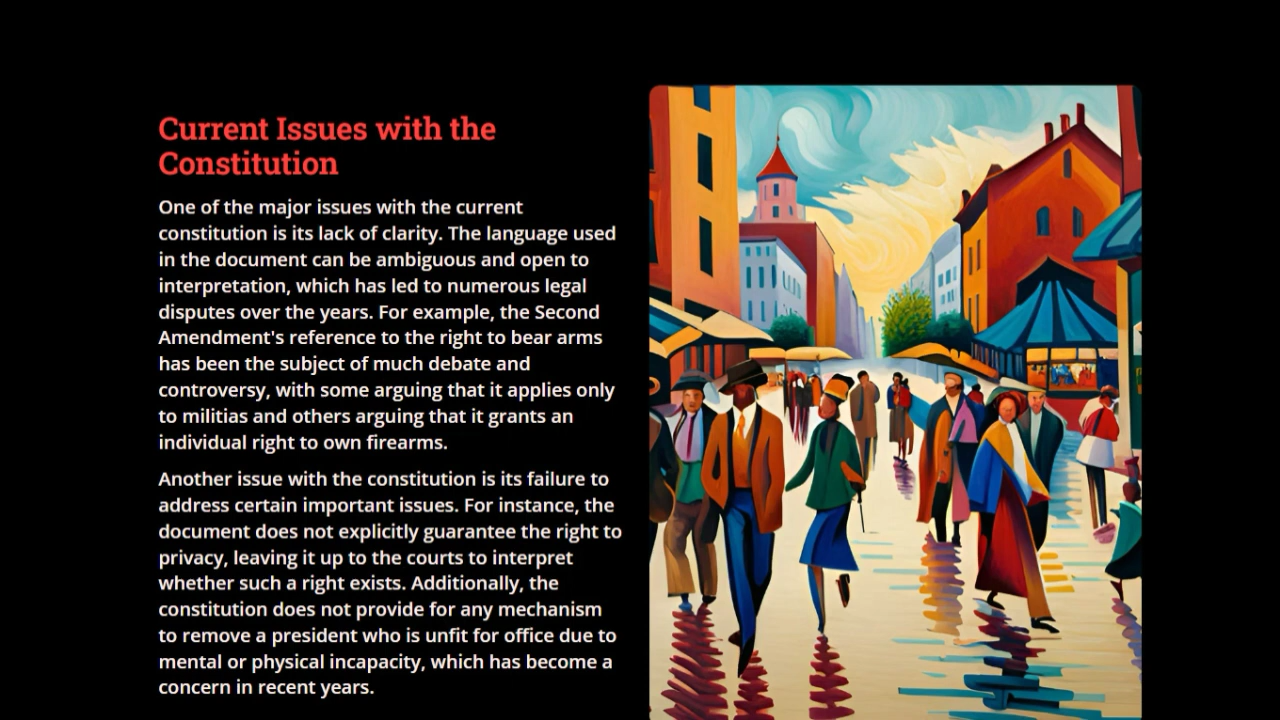 Current Issues with the
Constitution
One of the major issues with the current
constitution is its lack of clarity. The language used
in the document can be ambiguous and open to
interpretation, which has led to numerous legal
disputes over the years. For example, the Second
Amendment's reference to the right to bear arms
has been the subject of much debate and
controversy, with some arguing that it applies only
to militias and others arguing that it grants an
individual right to own firearms.
Another issue with the constitution is its failure to
address certain important issues. For instance, the
document does not explicitly guarantee the right to
privacy, leaving it up to the courts to interpret
whether such a right exists. Additionally, the
constitution does not provide for any mechanism
to remove a president who is unfit for office due to
mental or physical incapacity, which has become a
concern in recent years.